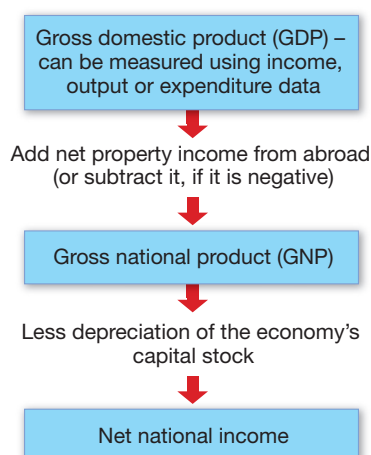 Gross domestic product (GDP) –
can be measured using income,
output or expenditure data
Add net property income from abroad
(or subtract it, if it is negative)
Gross national product (GNP)
Less depreciation of the economy’s
capital stock
Net national income